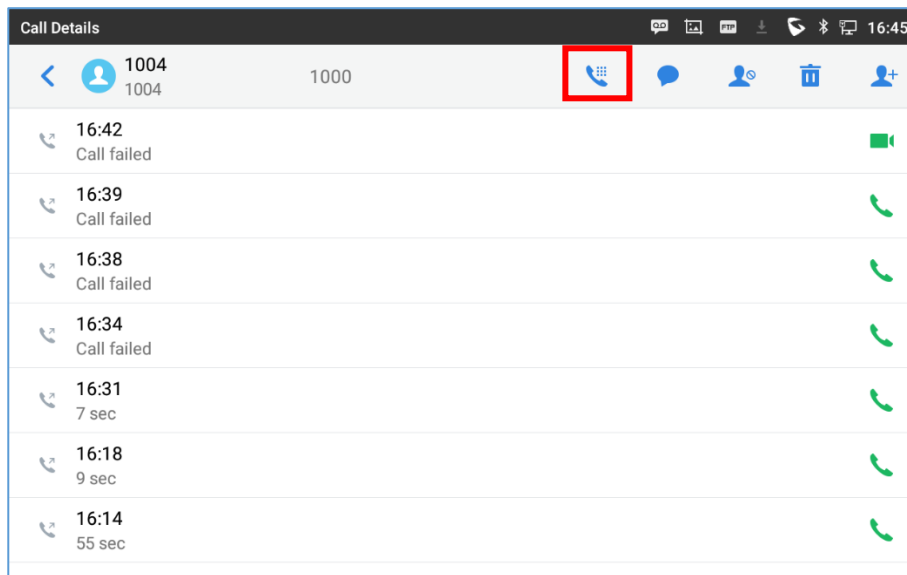 Call Details
FTP
16:45
1004
1004
1000
16:42
Call failed
16:39
Call failed
16:38
Call failed
16:34
Call failed
16:31
7 sec
16:18
9 sec
16:14
55 sec